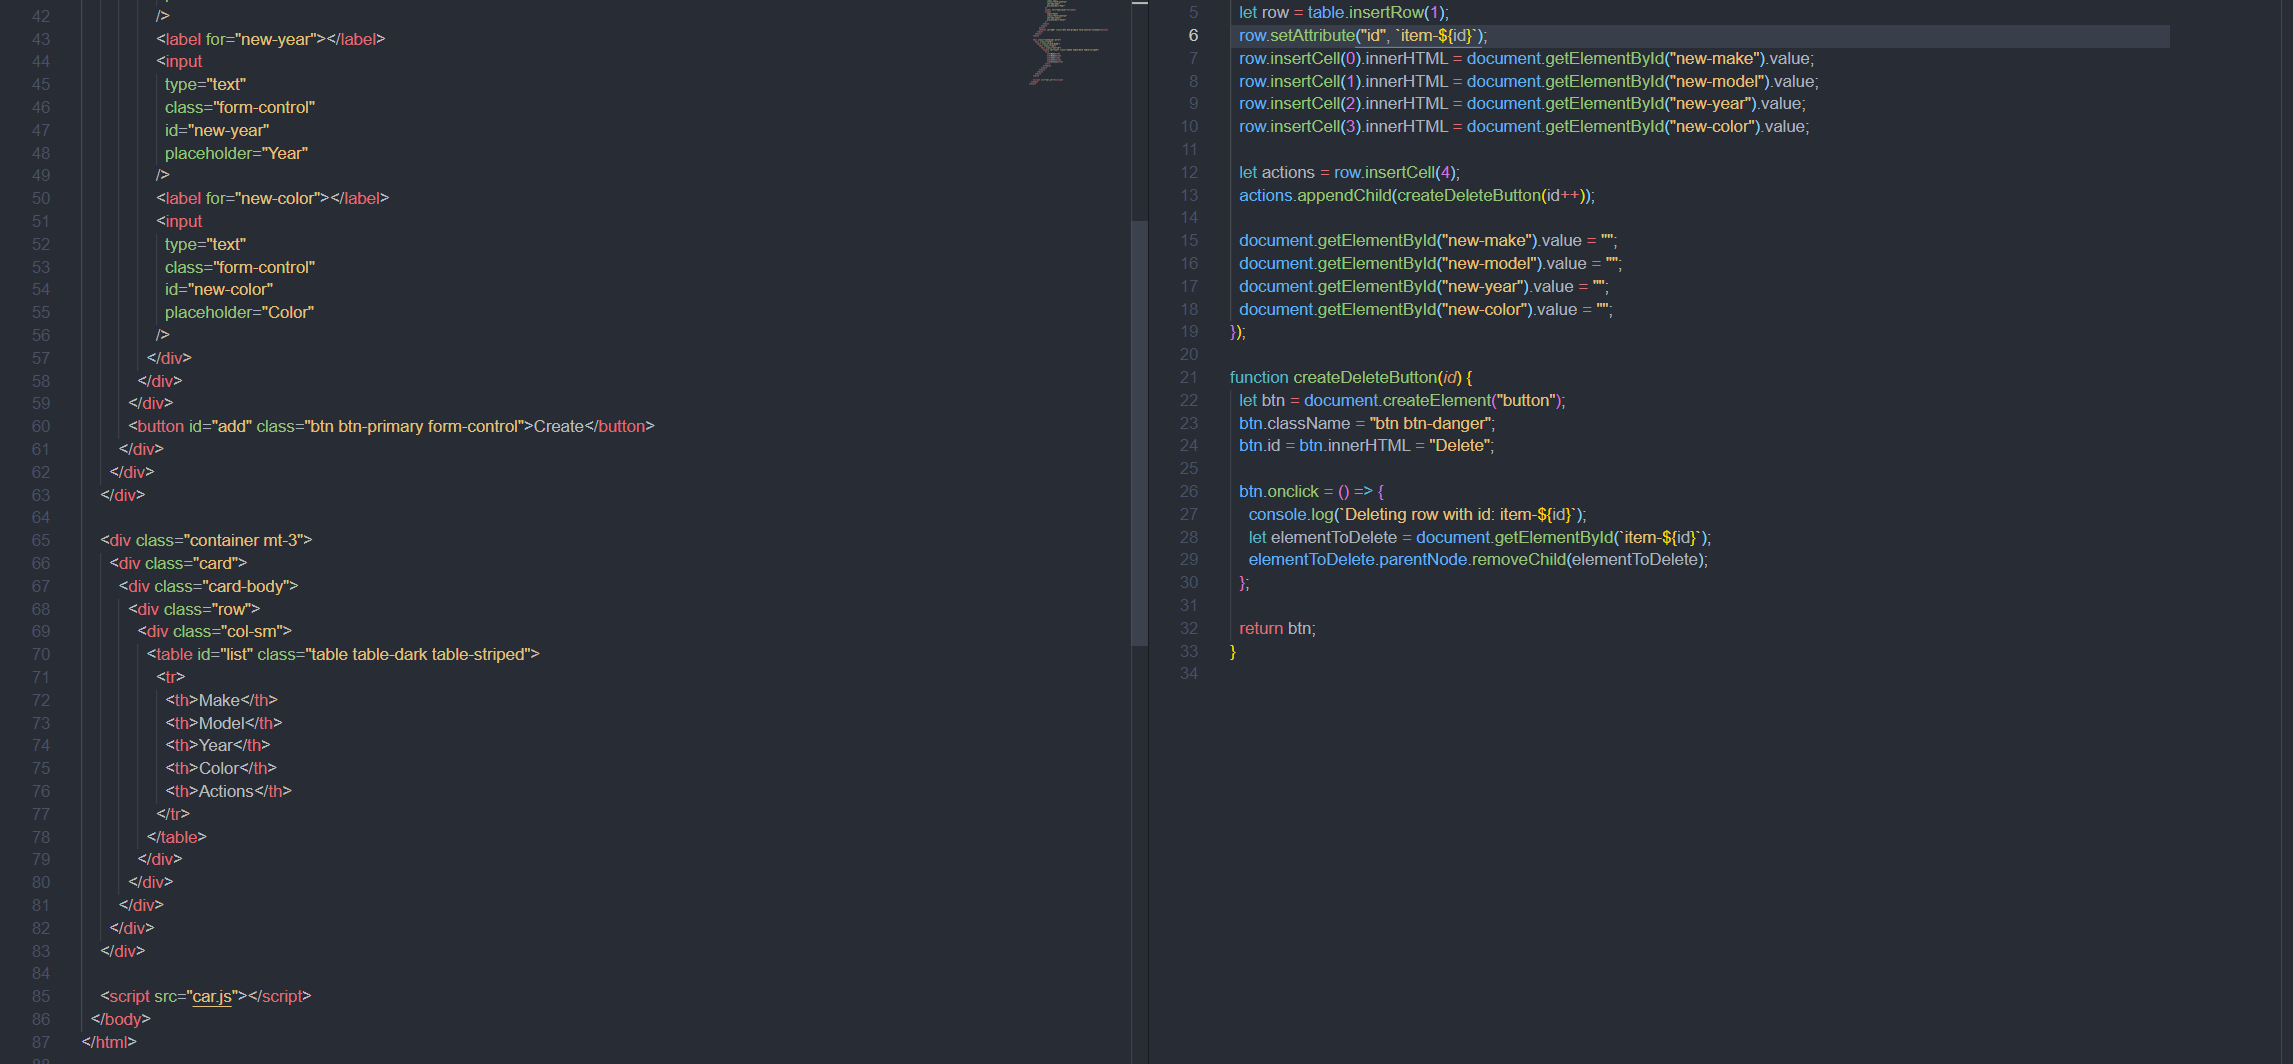 42 />
43 <label for="new-year"></label>
44 <input
45 type="text"
46 class="form-control"
47 id="new-year"
48 placeholder="Year"
49 />
50 <label for="new-color"></label>
51 <input
52 type="text"
53 class="form-control"
54 id="new-color"
55 placeholder="Color"
56 />
57 </div>
58 </div>
59 </div>
60 <button id="add" class="btn btn-primary form-control">Create</button>
61 </div>
62 </div>
63 </div>
64
65 <div class="container mt-3">
66 <div class="card">
67 <div class="card-body">
68 <div class="row">
69 <div class="col-sm">
70 <table id="list" class="table table-dark table-striped">
71 <tr>
72 <th>Make</th>
73 <th>Model</th>
74 <th>Year</th>
75 <th>Color</th>
76 <th>Actions</th>
77 </tr>
78 </table>
79 </div>
80 </div>
81 </div>
82 </div>
83 </div>
84
85 <script src="car.js"></script>
86 </body>
87 </html>
88
5 let row = table.insertRow(1);
6 row.setAttribute("id", `item-${id}`);
7 row.insertCell(0).innerHTML = document.getElementById("new-make").value;
8 row.insertCell(1).innerHTML = document.getElementById("new-model").value;
9 row.insertCell(2).innerHTML = document.getElementById("new-year").value;
10 row.insertCell(3).innerHTML = document.getElementById("new-color").value;
11
12 let actions = row.insertCell(4);
13 actions.appendChild(createDeleteButton(id++));
14
15 document.getElementById("new-make").value = "";
16 document.getElementById("new-model").value = "";
17 document.getElementById("new-year").value = "";
18 document.getElementById("new-color").value = "";
19 });
20
21 function createDeleteButton(id) {
22 let btn = document.createElement("button");
23 btn.className = "btn btn-danger";
24 btn.id = btn.innerHTML = "Delete";
25
26 btn.onclick = () => {
27 console.log(`Deleting row with id: item-${id}`);
28 let elementToDelete = document.getElementById(`item-${id}`);
29 elementToDelete.parentNode.removeChild(elementToDelete);
30 };
31
32 return btn;
33 }
34